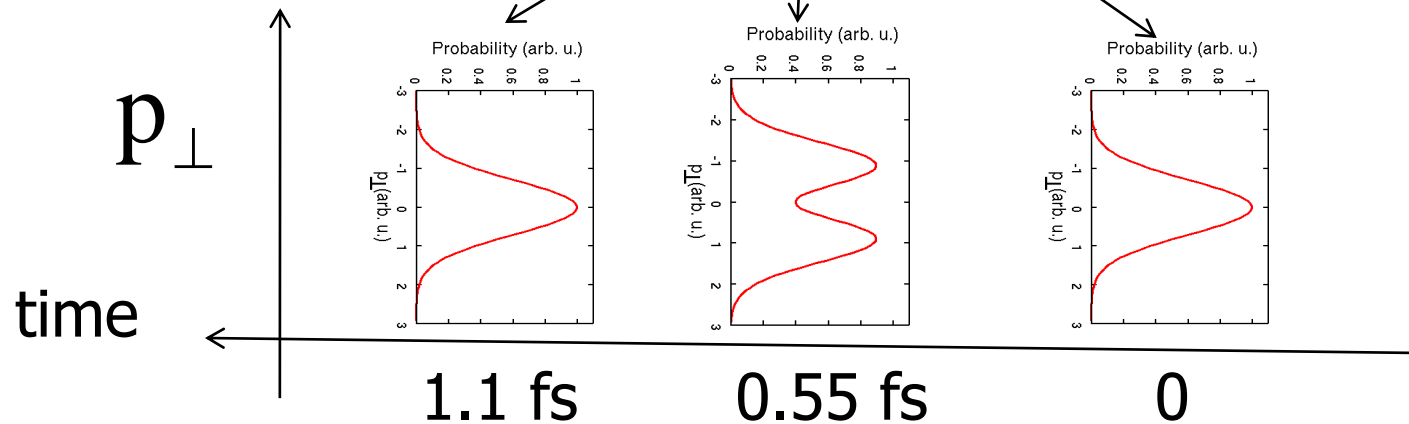 Probability (arb. u.)
0 0.2 0.4 0.6 0.8 1
-3 -2 -1 0 1 2 3
p⊥(arb. u.)
Probability (arb. u.)
0 0.2 0.4 0.6 0.8 1
-3 -2 -1 0 1 2 3
p⊥(arb. u.)
Probability (arb. u.)
0 0.2 0.4 0.6 0.8 1
-3 -2 -1 0 1 2 3
p⊥(arb. u.)
p⊥
time
1.1 fs 0.55 fs 0